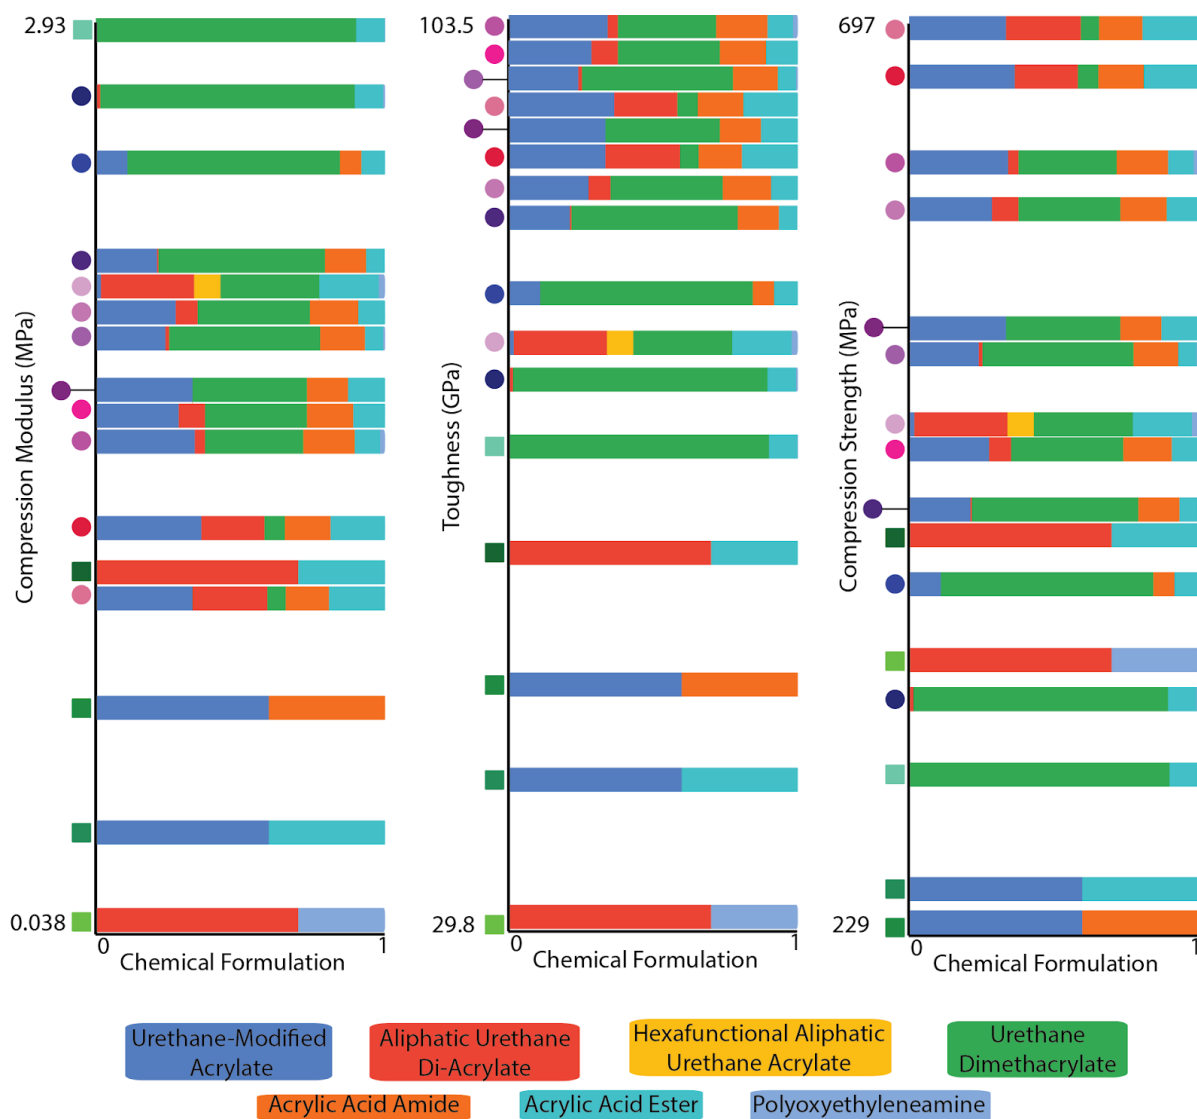 2.93
0.038
Compression Modulus (MPa)
0
1
Chemical Formulation
103.5
29.8
Toughness (GPa)
0
1
Chemical Formulation
697
229
Compression Strength (MPa)
0
1
Chemical Formulation
Urethane-Modified
Acrylate
Aliphatic Urethane
Di-Acrylate
Hexafunctional Aliphatic
Urethane Acrylate
Urethane
Dimethacrylate
Acrylic Acid Amide
Acrylic Acid Ester
Polyoxyethyleneamine